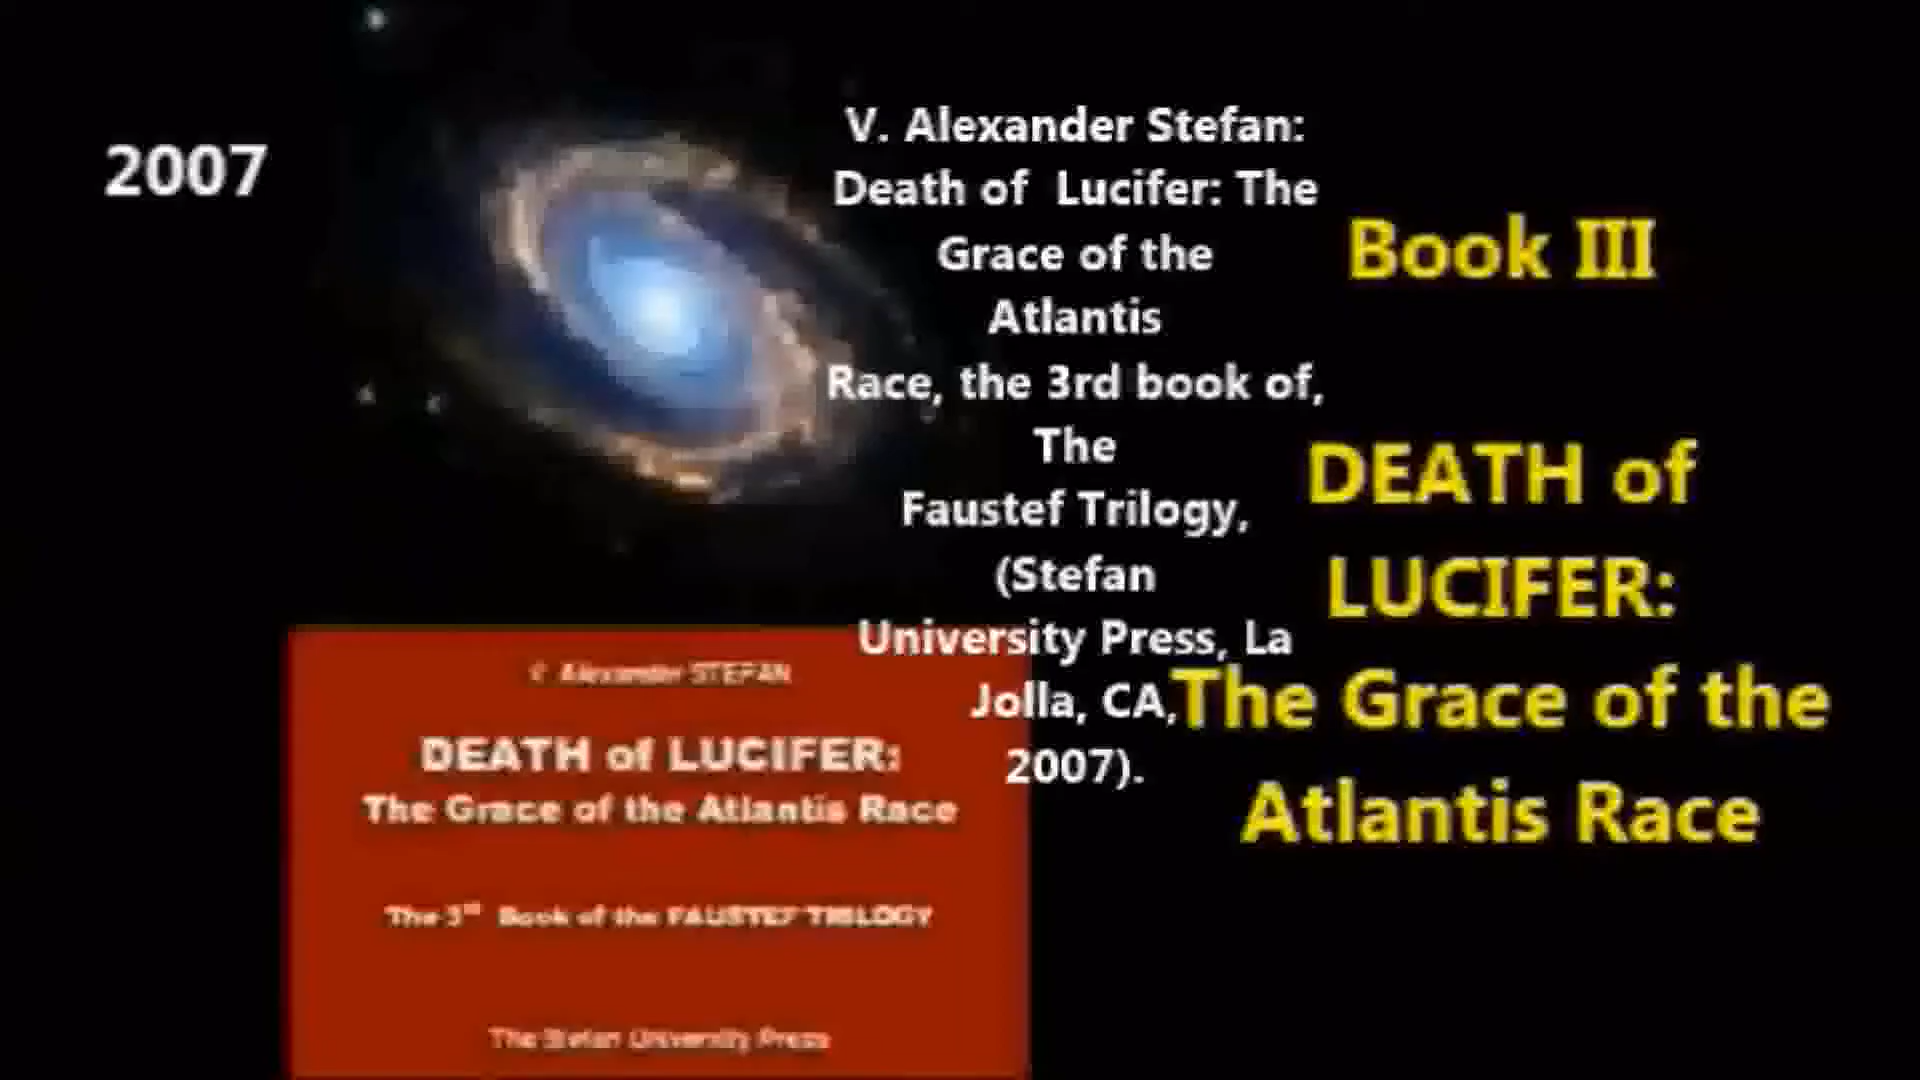 2007
V. Alexander Stefan:
Death of Lucifer: The
Grace of the
Atlantis
Race, the 3rd book of,
The
Faustef Trilogy,
(Stefan
University Press, La
Jolla, CA,
2007).
Book III
DEATH of
LUCIFER:
The Grace of the
Atlantis Race
V Alexander STEFAN
DEATH of LUCIFER:
The Grace of the Atlantis Race
The 3rd Book of the FAUSTEF TRILOGY
The Stefan University Press